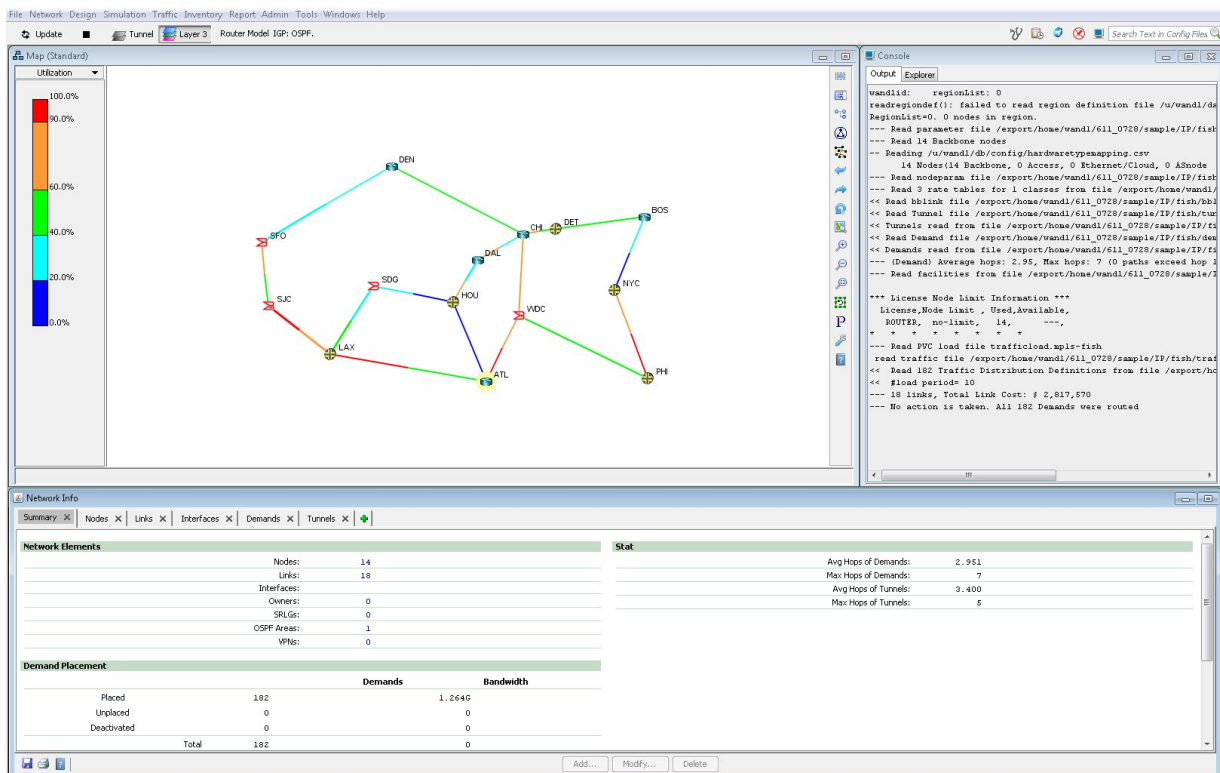 File Network Design Simulation Traffic Inventory Report Admin Tools Windows Help
Update Tunnel Layer 3 Router Model IGP: OSPF. Search Text in Config Files
Map (Standard)
Utilization
100.0%
90.0%
60.0%
40.0%
20.0%
0.0%
DEN
BOS
DET
CHI
SFO
DAL
SDG
NYC
HOU
SJC
WDC
LAX
PHI
ATL
P
Console
Output Explorer
wandlid: regionList: 0
readregiondef(): failed to read region definition file /u/wandl/da
RegionList=0. 0 nodes in region.
--- Read parameter file /export/home/wandl/611_0728/sample/IP/fish
--- Read 14 Backbone nodes
-- Reading /u/wandl/db/config/hardwaretypemapping.csv
14 Nodes(14 Backbone, 0 Access, 0 Ethernet/Cloud, 0 ASnode
--- Read nodeparam file /export/home/wandl/611_0728/sample/IP/fish
--- Read 3 rate tables for 1 classes from file /export/home/wandl/
<< Read bblink file /export/home/wandl/611_0728/sample/IP/fish/bbl
<< Read Tunnel file /export/home/wandl/611_0728/sample/IP/fish/tun
<< Tunnels read from file /export/home/wandl/611_0728/sample/IP/fi
<< Read Demand file /export/home/wandl/611_0728/sample/IP/fish/dem
<< Demands read from file /export/home/wandl/611_0728/sample/IP/fi
--- (Demand) Average hops: 2.95, Max hops: 7 (0 paths exceed hop l
--- Read facilities from file /export/home/wandl/611_0728/sample/I
*** License Node Limit Information ***
License,Node Limit , Used,Available,
ROUTER, no-limit, 14, ---,
* * * * * * *
--- Read PVC load file trafficload.mpls-fish
read traffic file /export/home/wandl/611_0728/sample/IP/fish/traf
<< Read 182 Traffic Distribution Definitions from file /export/ho
<< #load period= 10
--- 18 links, Total Link Cost: $ 2,817,570
--- No action is taken. All 182 Demands were routed
Network Info
Summary Nodes Links Interfaces Demands Tunnels
Network Elements
Nodes: 14
Links: 18
Interfaces:
Owners: 0
SRLGs: 0
OSPF Areas: 1
VPNs: 0
Stat
Avg Hops of Demands: 2.951
Max Hops of Demands: 7
Avg Hops of Tunnels: 3.400
Max Hops of Tunnels: 5
Demand Placement
Demands Bandwidth
Placed 182 1.264G
Unplaced 0 0
Deactivated 0 0
Total 182 0
Add... Modify... Delete